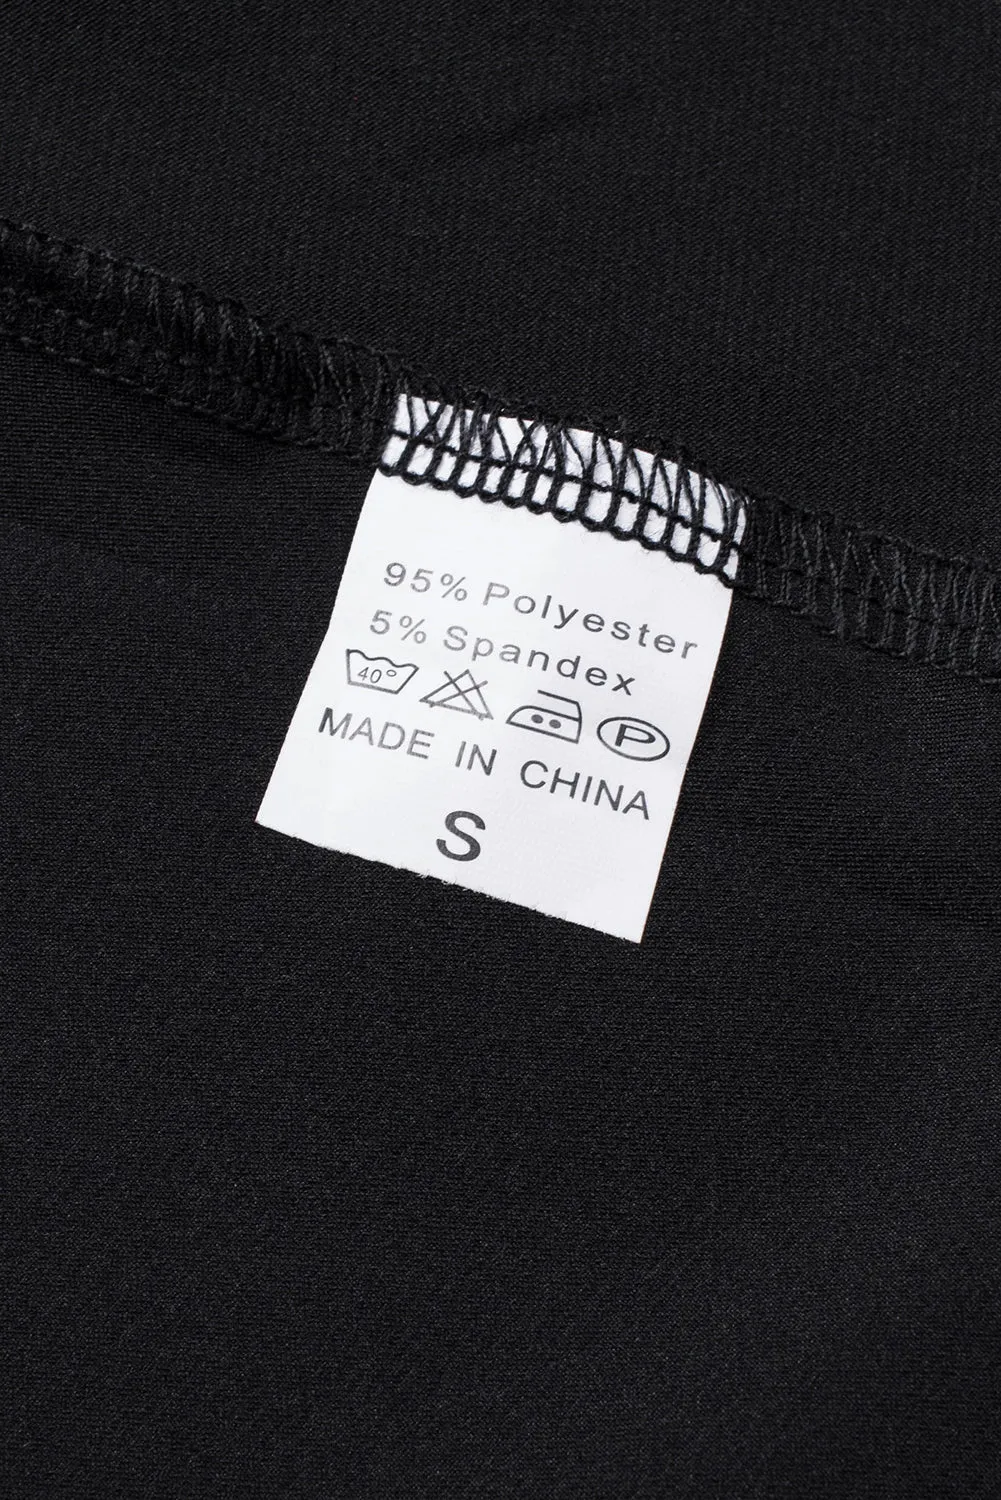 95% Polyester
5% Spandex
40° P
MADE IN CHINA
S